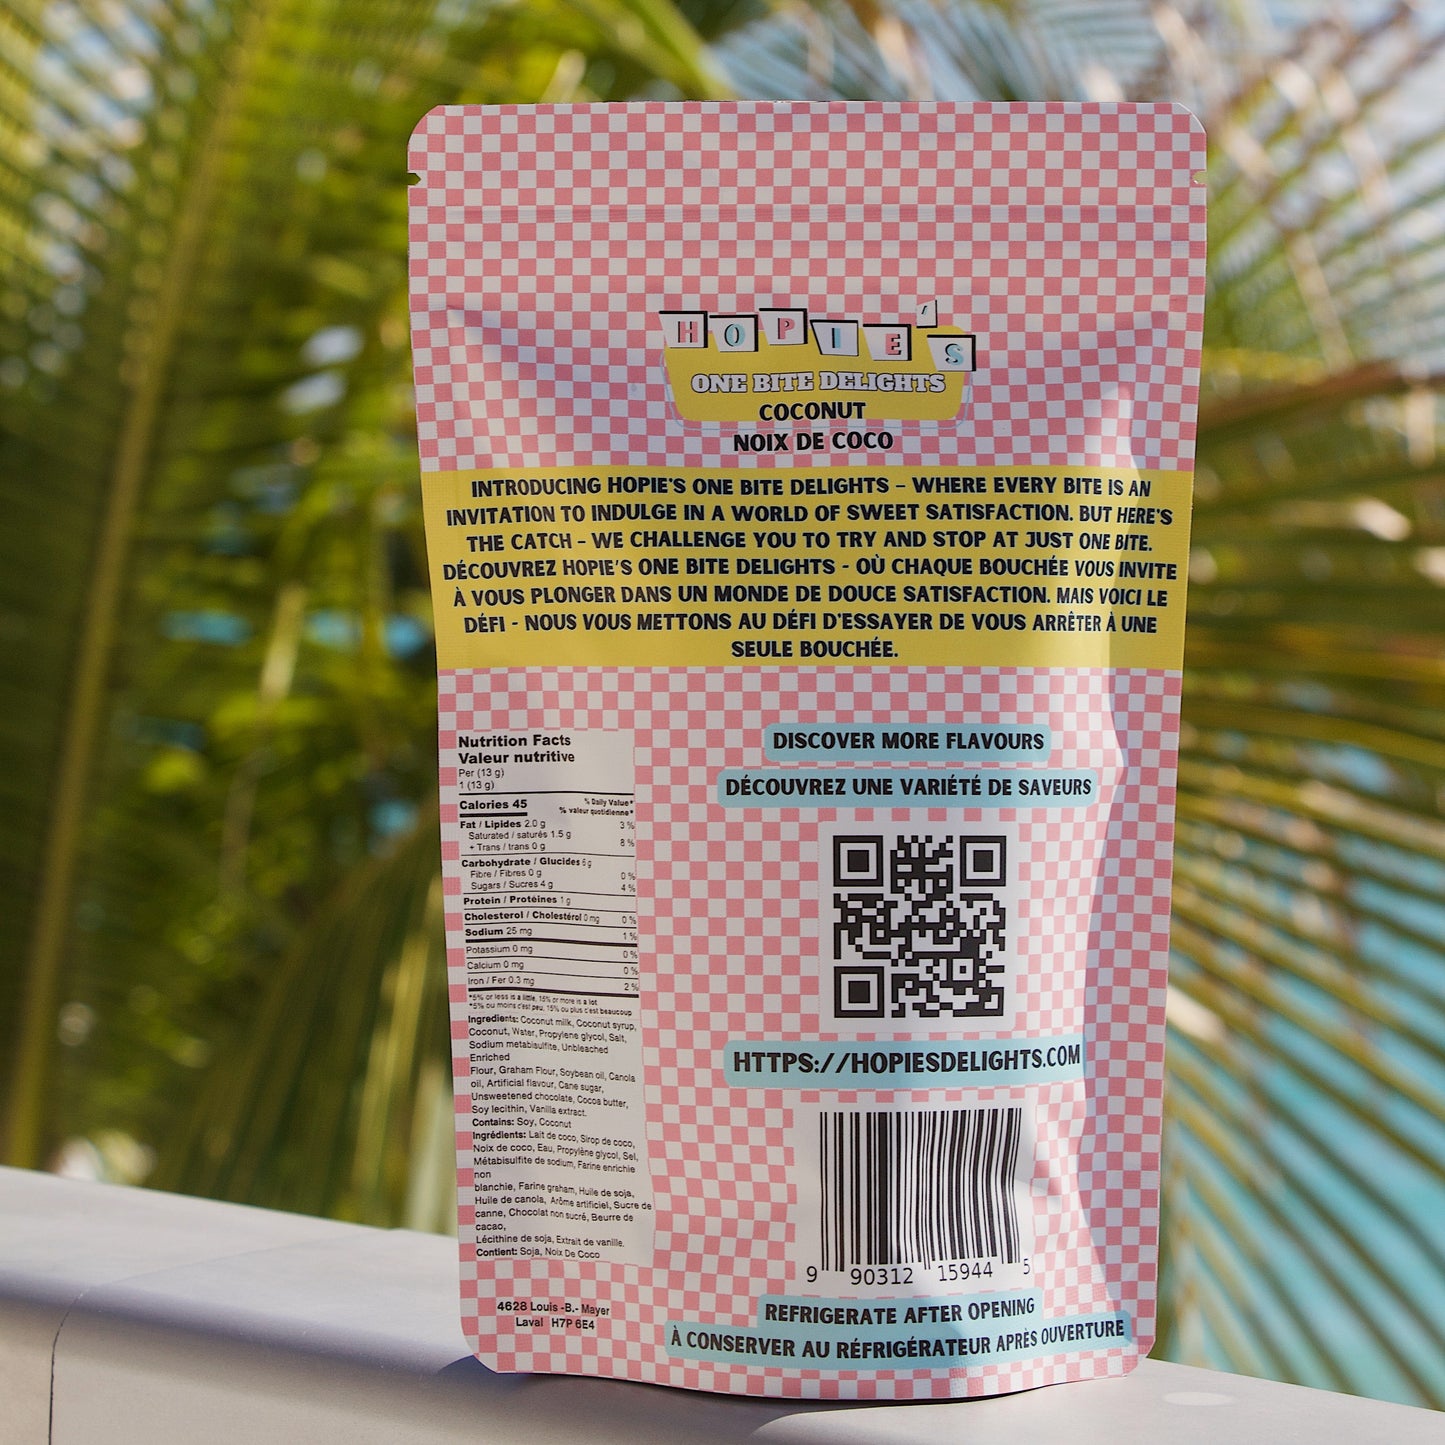 HOPIE'S
ONE BITE DELIGHTS
COCONUT
NOIX DE COCO
INTRODUCING HOPIE'S ONE BITE DELIGHTS – WHERE EVERY BITE IS AN
INVITATION TO INDULGE IN A WORLD OF SWEET SATISFACTION. BUT HERE'S
THE CATCH – WE CHALLENGE YOU TO TRY AND STOP AT JUST ONE BITE.
DÉCOUVREZ HOPIE'S ONE BITE DELIGHTS - OÙ CHAQUE BOUCHÉE VOUS INVITE
À VOUS PLONGER DANS UN MONDE DE DOUCE SATISFACTION. MAIS VOICI LE
DÉFI - NOUS VOUS METTONS AU DÉFI D'ESSAYER DE VOUS ARRÊTER À UNE
SEULE BOUCHÉE.
Nutrition Facts
Valeur nutritive
Per (13 g)
1 (13 g)
Calories 45
% Daily Value*
% valeur quotidienne*
Fat / Lipides 2.0 g 3 %
Saturated / saturés 1.5 g
+ Trans / trans 0 g 8 %
Carbohydrate / Glucides 6 g
Fibre / Fibres 0 g 0 %
Sugars / Sucres 4 g 4 %
Protein / Protéines 1 g
Cholesterol / Cholestérol 0 mg 0 %
Sodium 25 mg 1 %
Potassium 0 mg 0 %
Calcium 0 mg 0 %
Iron / Fer 0.3 mg 2 %
*5% or less is a little, 15% or more is a lot
*5% ou moins c'est peu, 15% ou plus c'est beaucoup
Ingredients: Coconut milk, Coconut syrup,
Coconut, Water, Propylene glycol, Salt,
Sodium metabisulfite, Unbleached
Enriched
Flour, Graham Flour, Soybean oil, Canola
oil, Artificial flavour, Cane sugar,
Unsweetened chocolate, Cocoa butter,
Soy lecithin, Vanilla extract.
Contains: Soy, Coconut
Ingrédients: Lait de coco, Sirop de coco,
Noix de coco, Eau, Propylène glycol, Sel,
Métabisulfite de sodium, Farine enrichie
non
blanchie, Farine graham, Huile de soja,
Huile de canola, Arôme artificiel, Sucre de
canne, Chocolat non sucré, Beurre de
cacao,
Lécithine de soja, Extrait de vanille.
Contient: Soja, Noix De Coco
4628 Louis -B.- Mayer
Laval H7P 6E4
DISCOVER MORE FLAVOURS
DÉCOUVREZ UNE VARIÉTÉ DE SAVEURS
HTTPS://HOPIESDELIGHTS.COM
9 90312 15944 5
REFRIGERATE AFTER OPENING
À CONSERVER AU RÉFRIGÉRATEUR APRÈS OUVERTURE